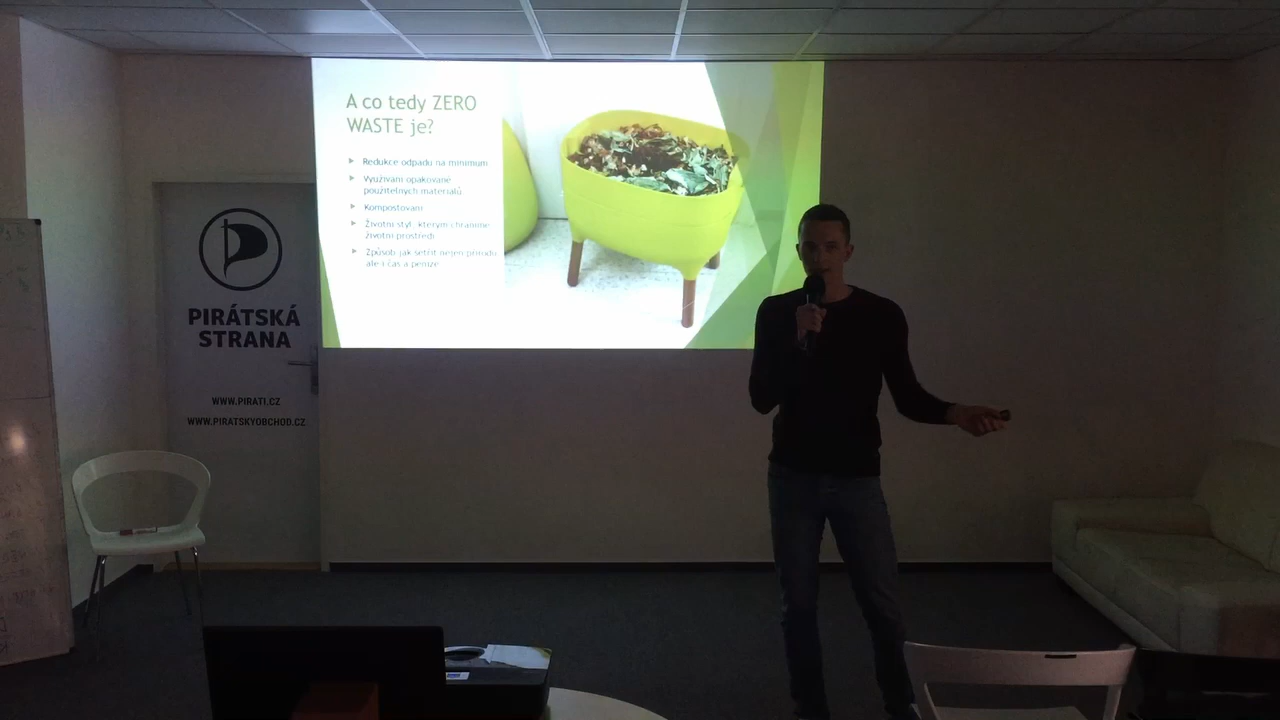 A co tedy ZERO
WASTE je?
Redukce odpadu na minimum
Využívání opakovaně
použitelných materiálů
Kompostování
Životní styl, kterým chráníme
životní prostředí
Způsob jak šetřit nejen přírodu
ale i čas a peníze
PIRÁTSKÁ
STRANA
WWW.PIRATI.CZ
WWW.PIRATSKYOBCHOD.CZ